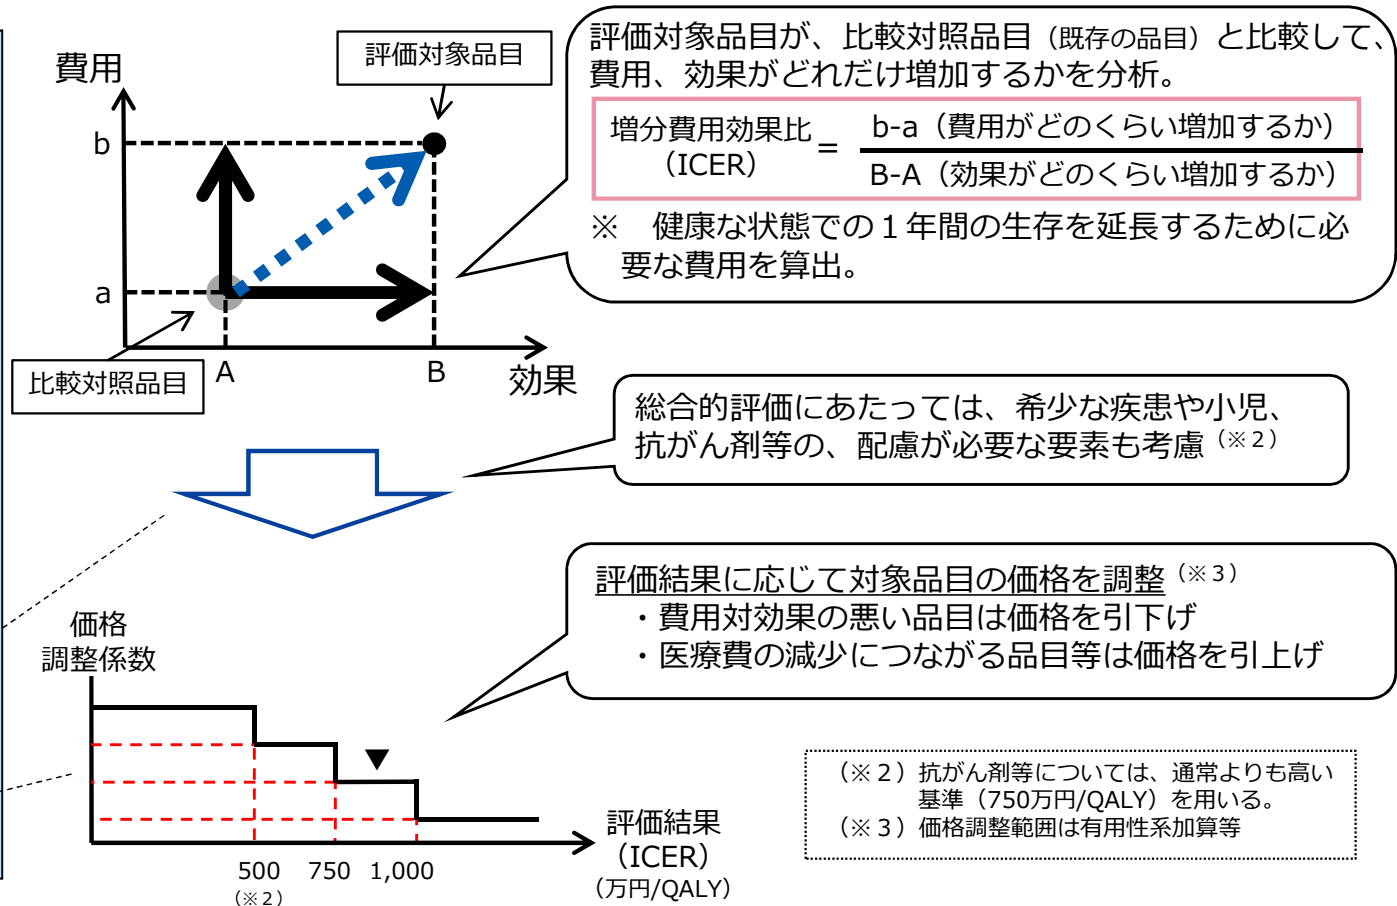 費用
b
a
A
B
効果
評価対象品目
比較対照品目
評価対象品目が、比較対照品目（既存の品目）と比較して、
費用、効果がどれだけ増加するかを分析。
増分費用効果比
（ICER）
=
b-a（費用がどのくらい増加するか）
B-A（効果がどのくらい増加するか）
※　健康な状態での１年間の生存を延長するために必
要な費用を算出。
総合的評価にあたっては、希少な疾患や小児、
抗がん剤等の、配慮が必要な要素も考慮（※２）
評価結果に応じて対象品目の価格を調整（※３）
・費用対効果の悪い品目は価格を引下げ
・医療費の減少につながる品目等は価格を引上げ
価格
調整係数
▼
500
750
1,000
（※２）
評価結果
（ICER）
（万円/QALY）
（※２）抗がん剤等については、通常よりも高い
基準（750万円/QALY）を用いる。
（※３）価格調整範囲は有用性系加算等